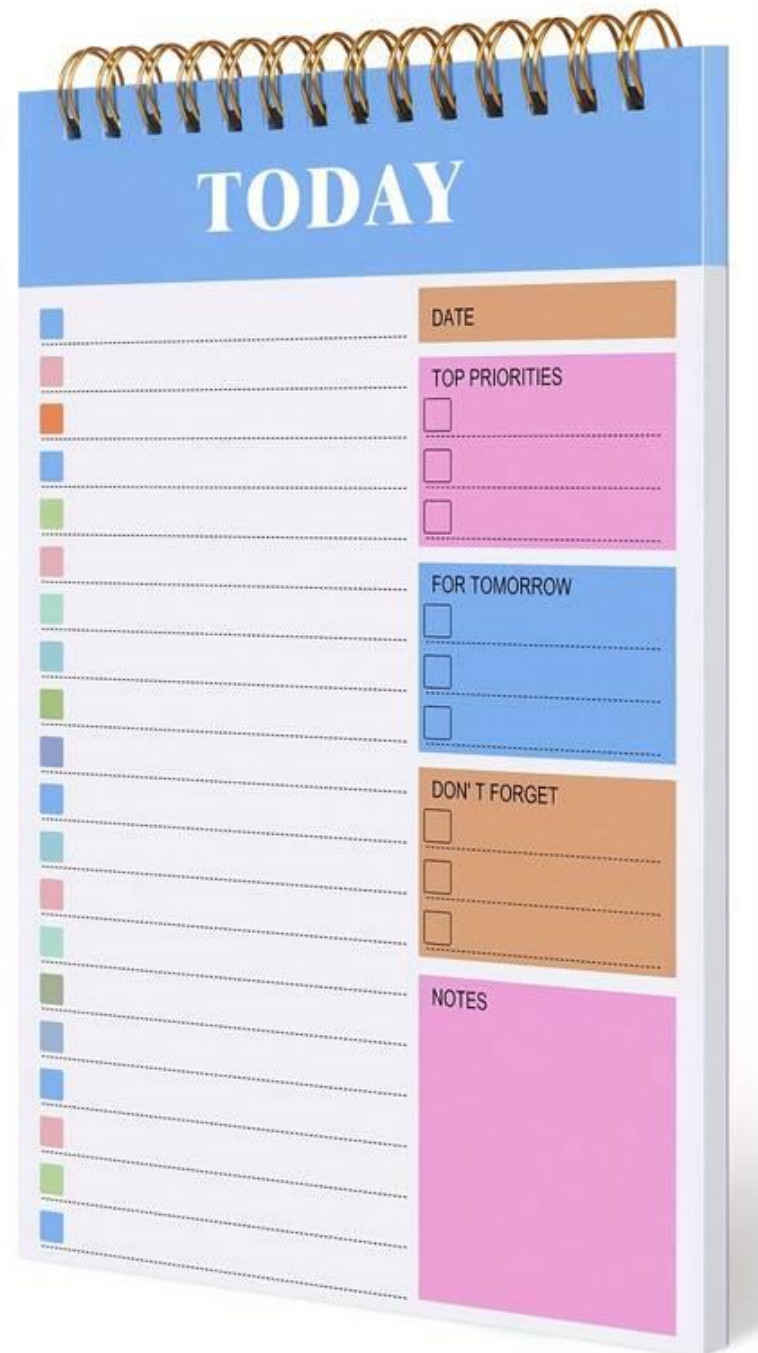 TODAY
DATE
TOP PRIORITIES
FOR TOMORROW
DON' T FORGET
NOTES